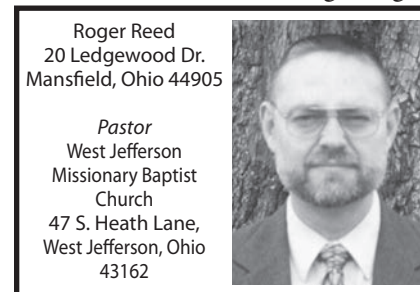 Roger Reed
20 Ledgewood Dr.
Mansfield, Ohio 44905
Pastor
West Jefferson
Missionary Baptist
Church
47 S. Heath Lane,
West Jefferson, Ohio
43162